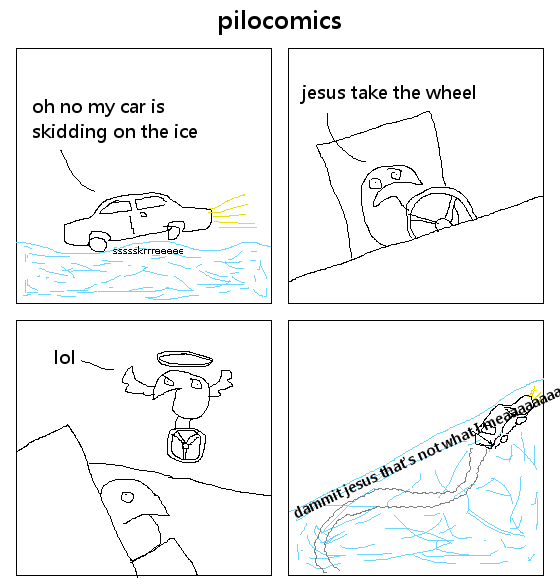 pilocomics
oh no my car is
skidding on the ice
sssskrrreeeee
jesus take the wheel
lol
dammit jesus that's not what I meaaaaaaaa